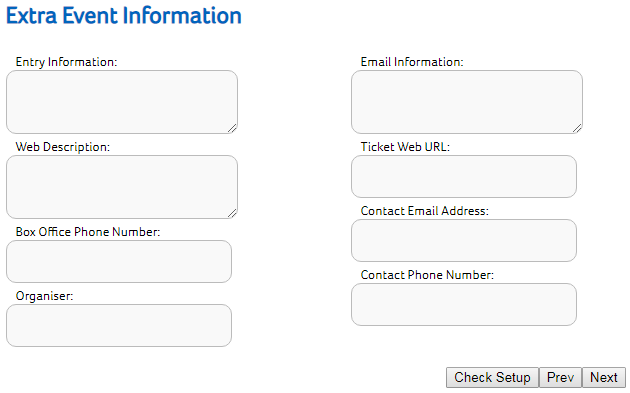 Extra Event Information
Entry Information:
Web Description:
Box Office Phone Number:
Organiser:
Email Information:
Ticket Web URL:
Contact Email Address:
Contact Phone Number:
Check Setup
Prev
Next